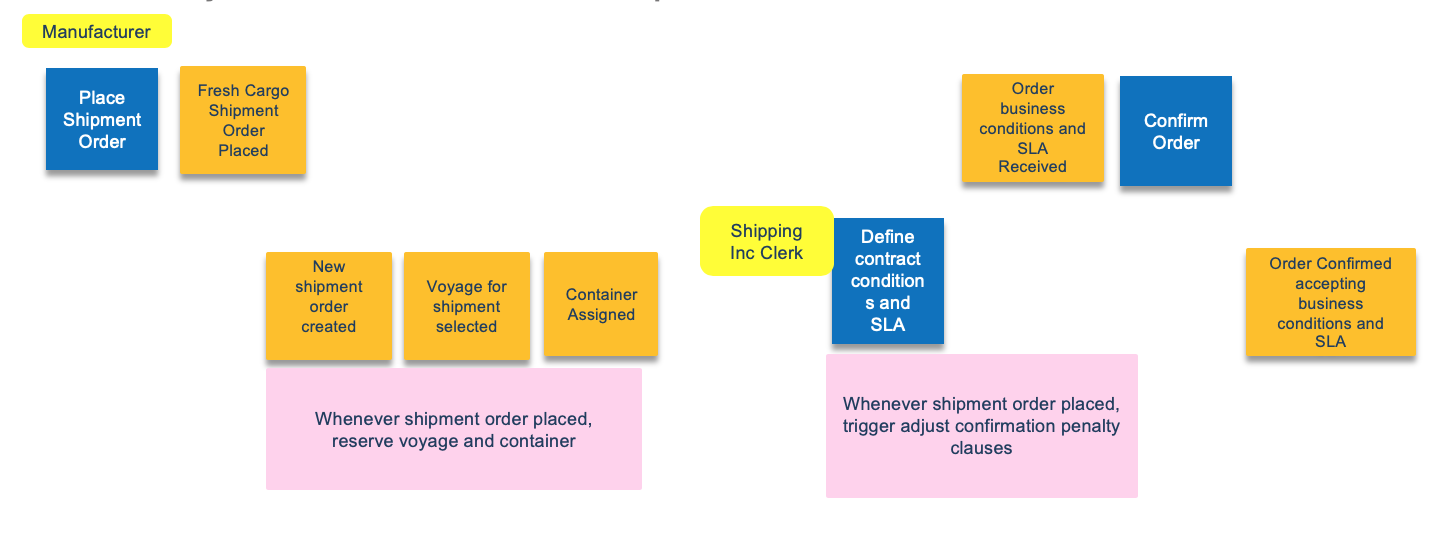 Manufacturer
Place
Shipment
Order
Fresh Cargo
Shipment
Order
Placed
Order
business
conditions and
SLA
Received
Confirm
Order
New
shipment
order
created
Voyage for
shipment
selected
Container
Assigned
Shipping
Inc Clerk
Define
contract
condition
s and
SLA
Order Confirmed
accepting
business
conditions and
SLA
Whenever shipment order placed,
reserve voyage and container
Whenever shipment order placed,
trigger adjust confirmation penalty
clauses